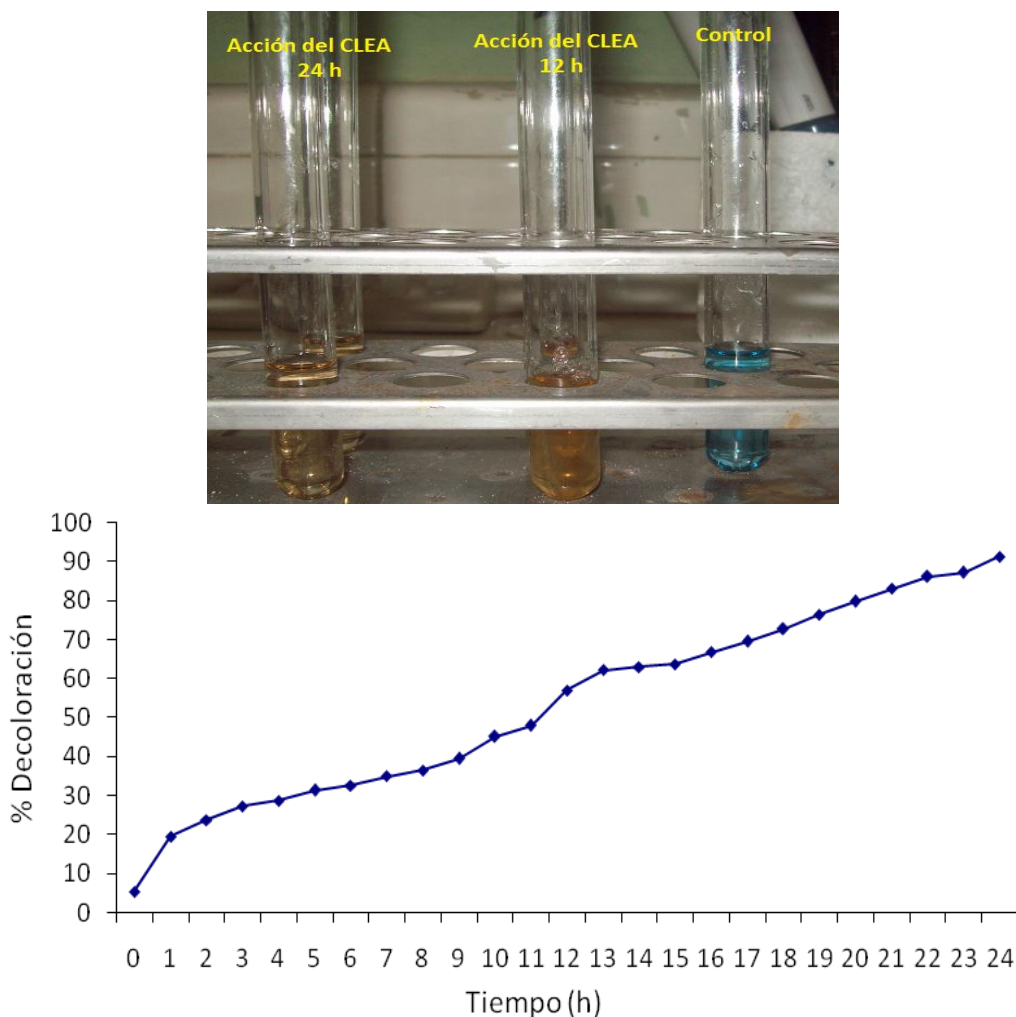 Acción del CLEA
24 h
Acción del CLEA
12 h
Control
100
90
80
70
60
50
40
30
20
10
0
% Decoloración
0 1 2 3 4 5 6 7 8 9 10 11 12 13 14 15 16 17 18 19 20 21 22 23 24
Tiempo (h)